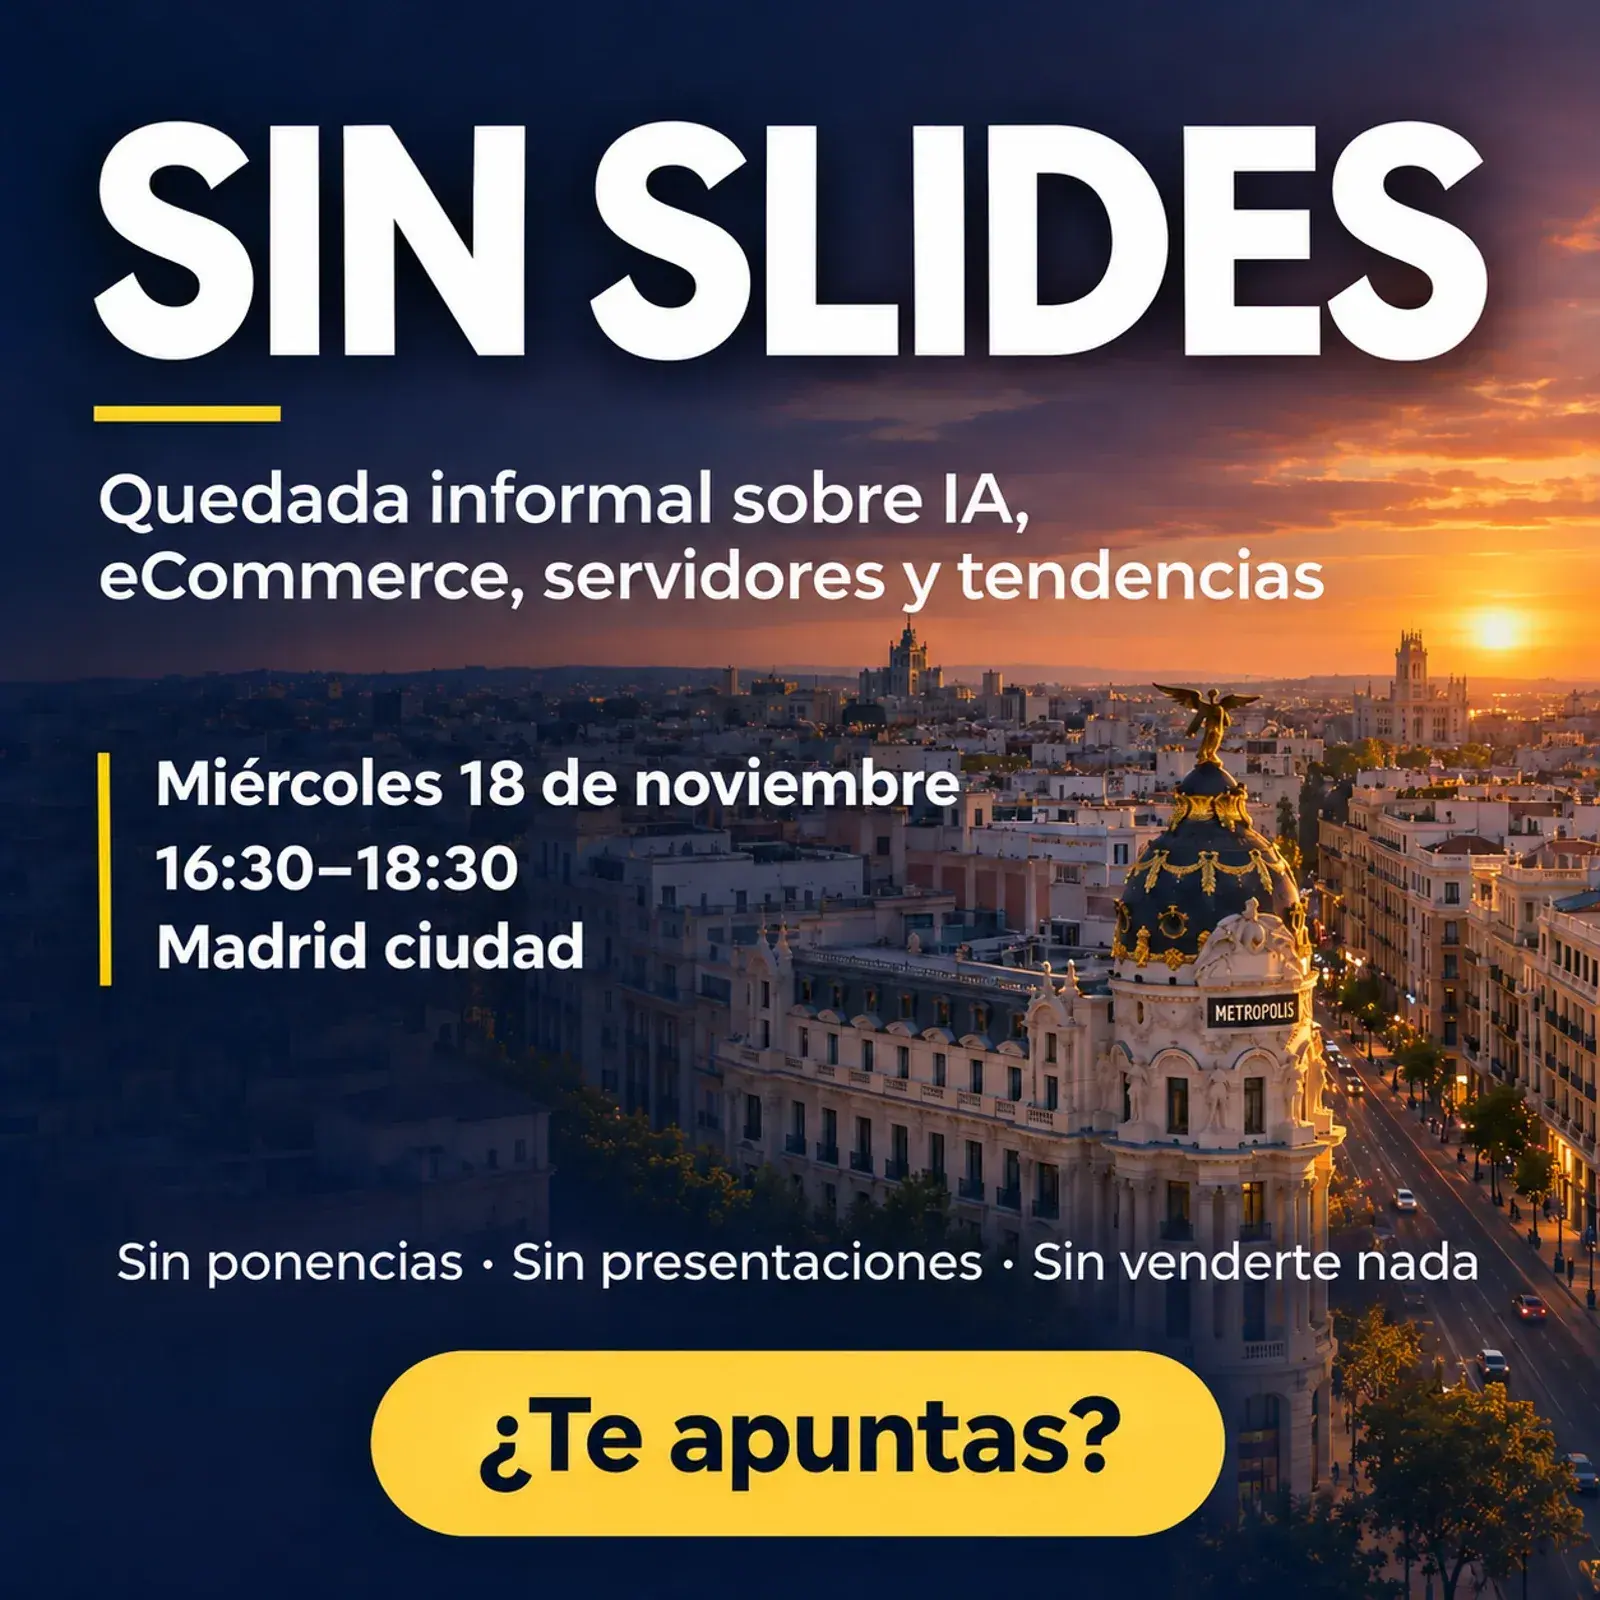 SIN SLIDES
Quedada informal sobre IA,
eCommerce, servidores y tendencias
Miércoles 18 de noviembre
16:30–18:30
Madrid ciudad
METROPOLIS
Sin ponencias · Sin presentaciones · Sin venderte nada
¿Te apuntas?